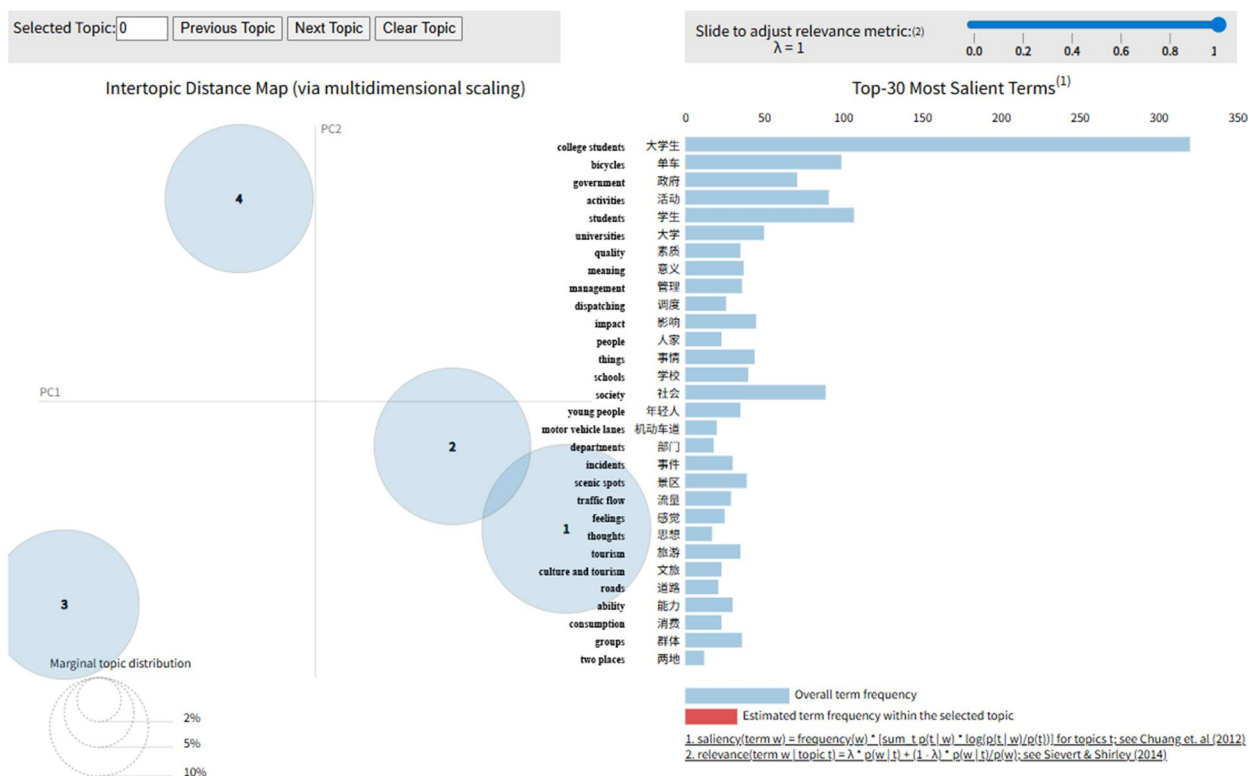 Selected Topic: 0 Previous Topic Next Topic Clear Topic
Slide to adjust relevance metric:(2)
λ = 1
0.0 0.2 0.4 0.6 0.8 1
Intertopic Distance Map (via multidimensional scaling)
PC2
PC1
4
2
1
3
Marginal topic distribution
2%
5%
10%
Top-30 Most Salient Terms(1)
0 50 100 150 200 250 300 350
college students 大学生
bicycles 单车
government 政府
activities 活动
students 学生
universities 大学
quality 素质
meaning 意义
management 管理
dispatching 调度
impact 影响
people 人家
things 事情
schools 学校
society 社会
young people 年轻人
motor vehicle lanes 机动车道
departments 部门
incidents 事件
scenic spots 景区
traffic flow 流量
feelings 感觉
thoughts 思想
tourism 旅游
culture and tourism 文旅
roads 道路
ability 能力
consumption 消费
groups 群体
two places 两地
Overall term frequency
Estimated term frequency within the selected topic
1. saliency(term w) = frequency(w) * [sum_t p(t | w) * log(p(t | w)/p(t))] for topics t; see Chuang et. al (2012)
2. relevance(term w | topic t) = λ * p(w | t) + (1 - λ) * p(w | t)/p(w); see Sievert & Shirley (2014)